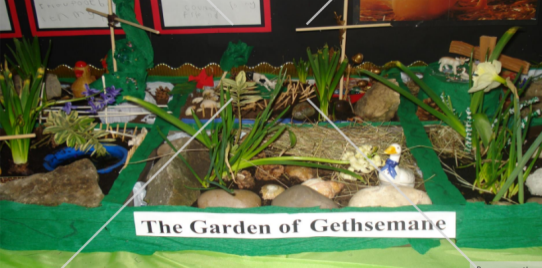 The Garden of Gethsemane